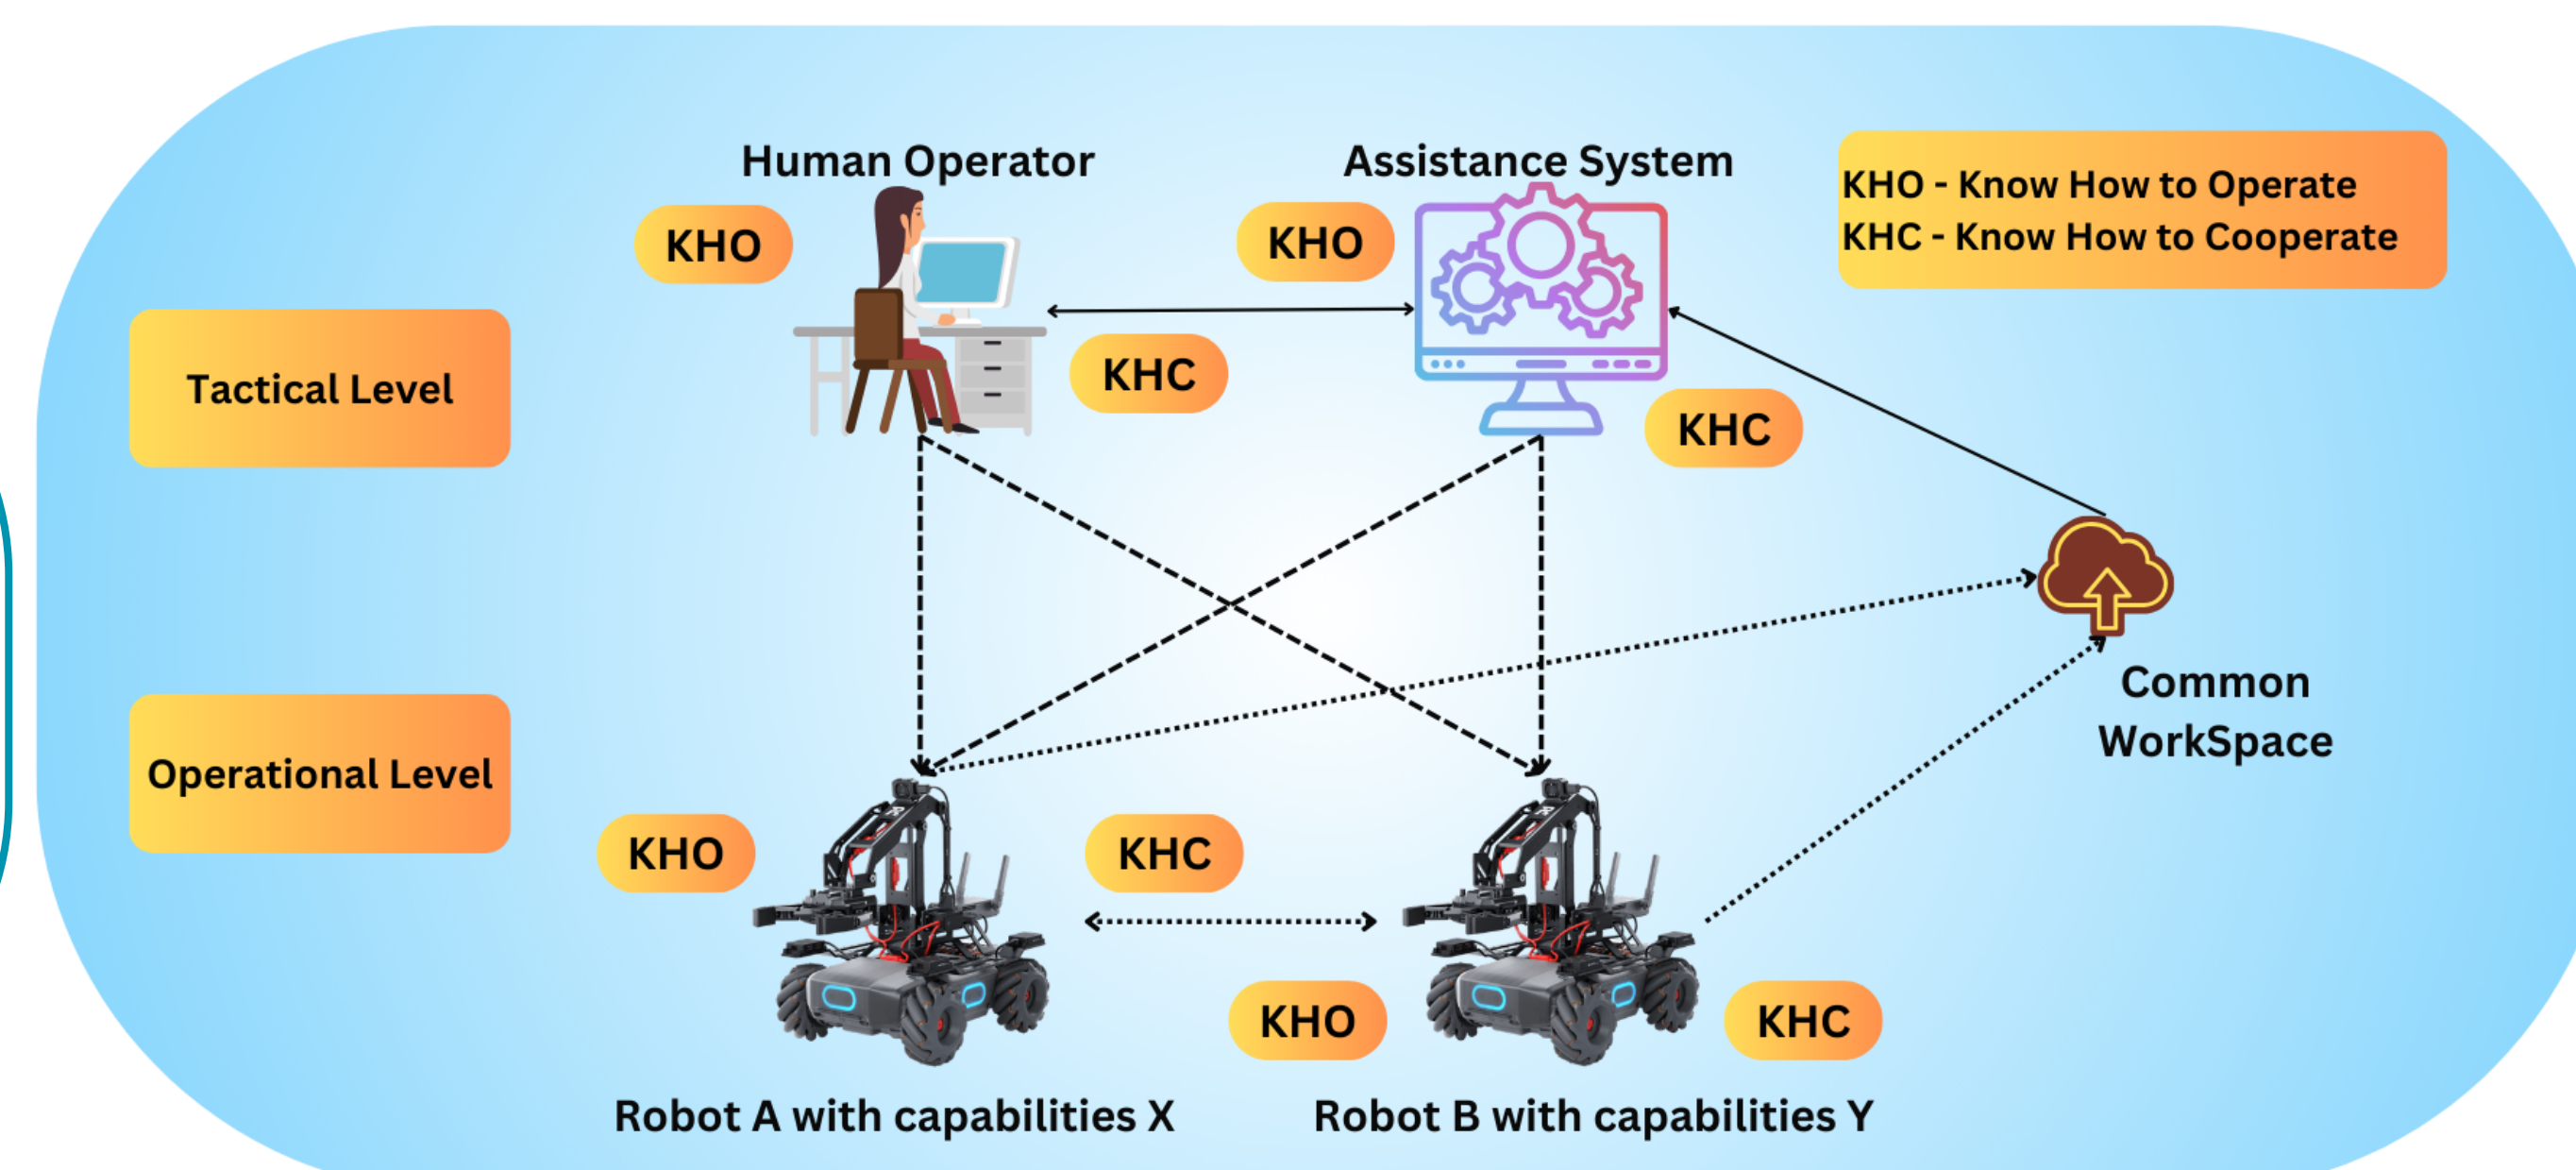 Human Operator
Assistance System
KHO - Know How to Operate
KHC - Know How to Cooperate
KHO
KHO
Tactical Level
KHC
KHC
Common
WorkSpace
Operational Level
KHO
KHC
KHO
KHC
Robot A with capabilities X
Robot B with capabilities Y